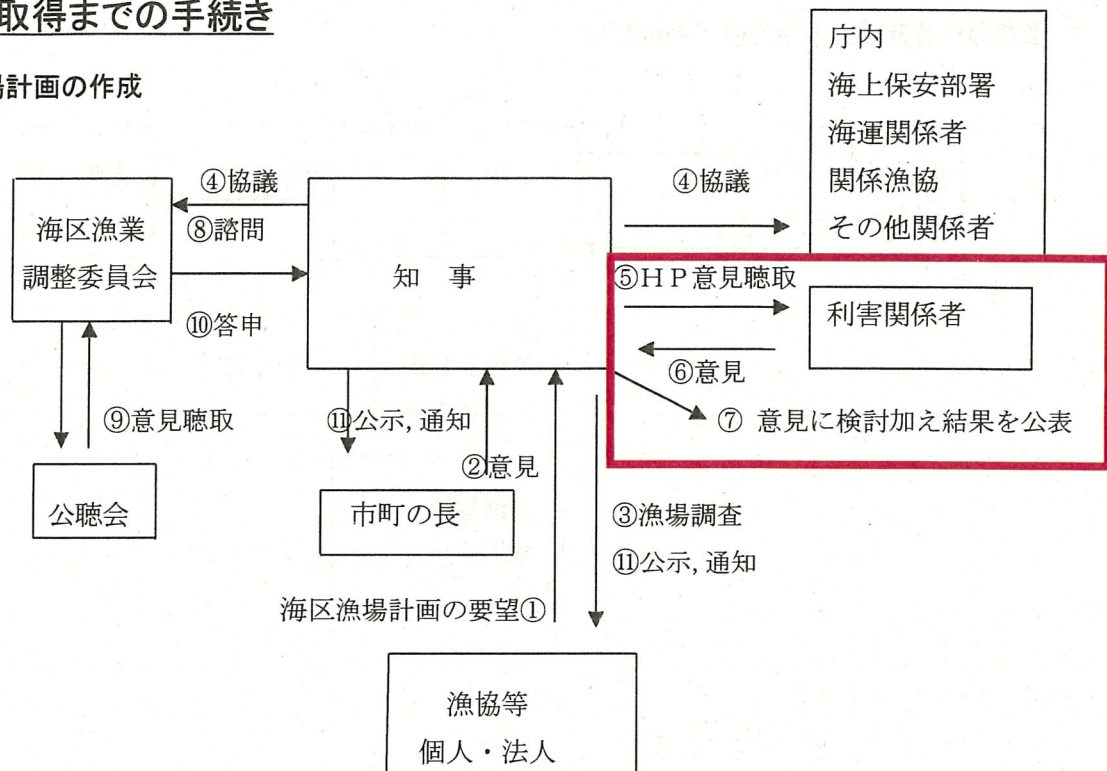 取得までの手続き
場計画の作成
庁内
海上保安部署
海運関係者
関係漁協
その他関係者
④協議
④協議
海区漁業
調整委員会
⑧諮問
知　事
⑩答申
⑤ＨＰ意見聴取
利害関係者
⑥意見
⑦ 意見に検討加え結果を公表
⑨意見聴取
⑪公示, 通知
②意見
公聴会
市町の長
③漁場調査
⑪公示, 通知
海区漁場計画の要望①
漁協等
個人・法人